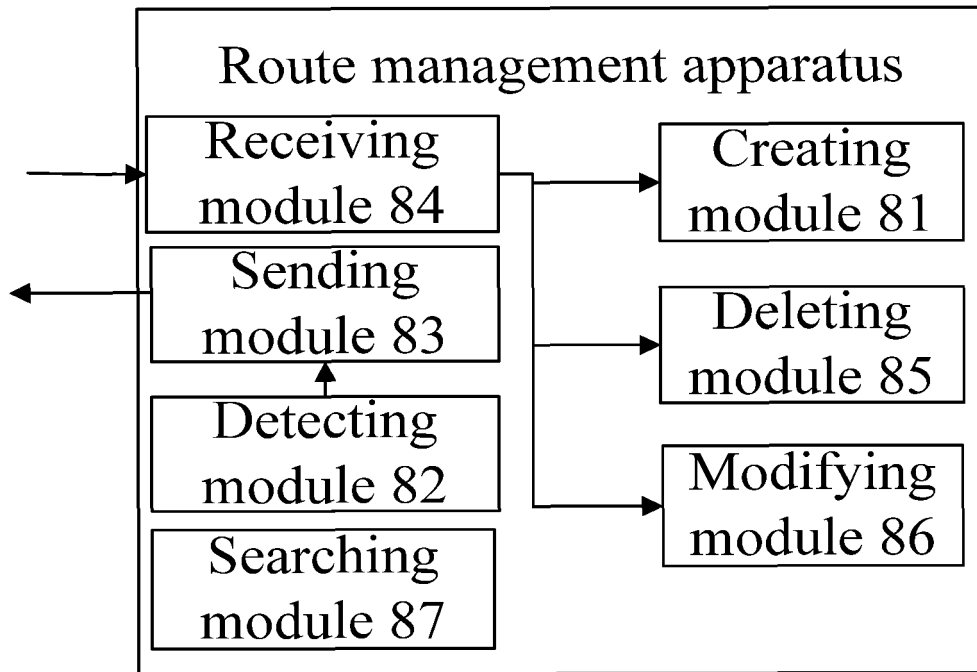 Route management apparatus
Receiving
module 84
Creating
module 81
Sending
module 83
Deleting
module 85
Detecting
module 82
Modifying
module 86
Searching
module 87